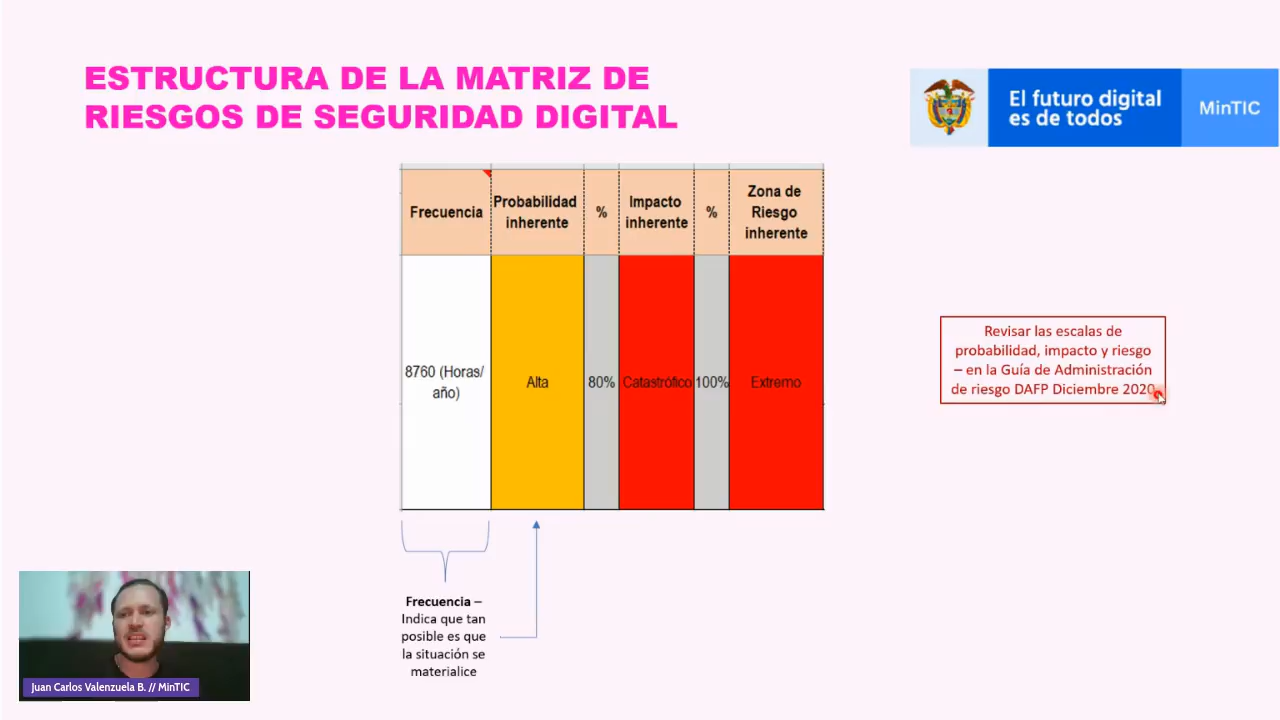 ESTRUCTURA DE LA MATRIZ DE
RIESGOS DE SEGURIDAD DIGITAL
El futuro digital
es de todos
MinTIC
Frecuencia
Probabilidad
inherente
%
Impacto
inherente
%
Zona de
Riesgo
inherente
8760 (Horas/
año)
Alta
80%
Catastrófico
100%
Extremo
Revisar las escalas de
probabilidad, impacto y riesgo
– en la Guía de Administración
de riesgo DAFP Diciembre 2020
Frecuencia –
Indica que tan
posible es que
la situación se
materialice
Juan Carlos Valenzuela B. // MinTIC